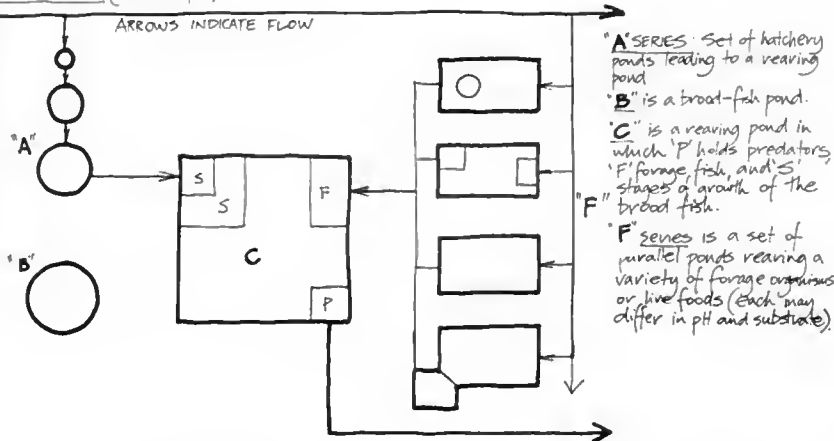 ARROWS INDICATE FLOW
"A" SERIES: Set of hatchery
ponds leading to a rearing
pond
"B" is a brood-fish pond.
"C" is a rearing pond in
which 'P' holds predators,
'F' forage fish, and 'S'
stages of growth of the
brood fish.
"F" series is a set of
parallel ponds rearing a
variety of forage organisms
or live foods (Each may
differ in pH and substrate).
"A"
S
S
F
C
P
"F"
"B"